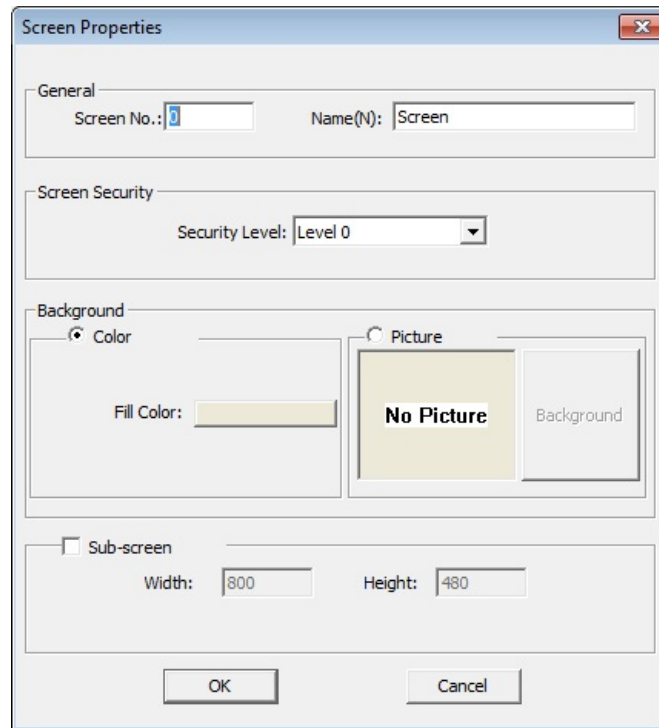 Screen Properties
General
Screen No.: 0 Name(N): Screen
Screen Security
Security Level: Level 0
Background
Color Picture
Fill Color: No Picture Background
Sub-screen
Width: 800 Height: 480
OK Cancel